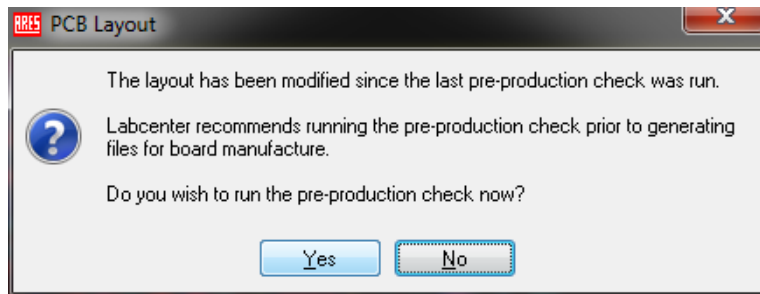 ARES PCB Layout
The layout has been modified since the last pre-production check was run.
Labcenter recommends running the pre-production check prior to generating
files for board manufacture.
Do you wish to run the pre-production check now?
Yes
No